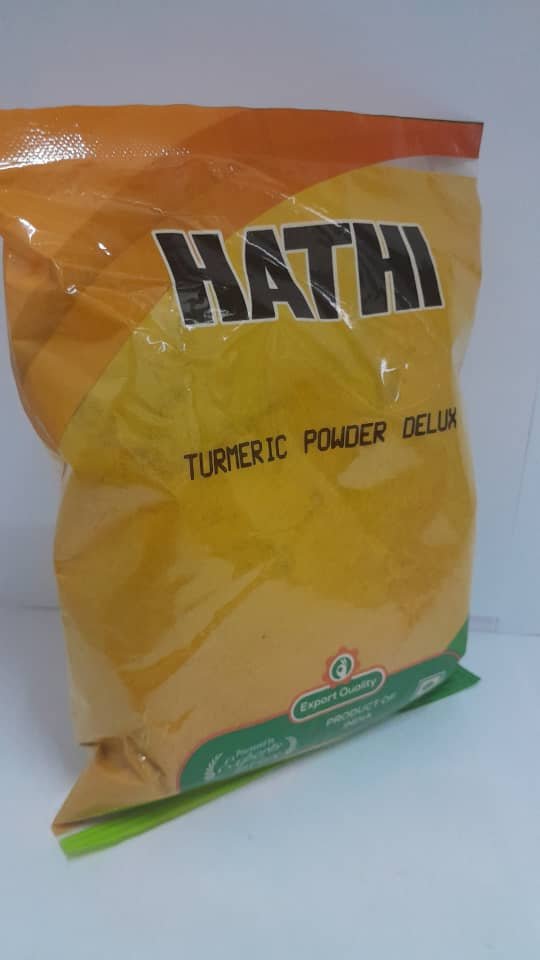 HATHI
TURMERIC POWDER DELUX
Export Quality
PRODUCT OF
INDIA